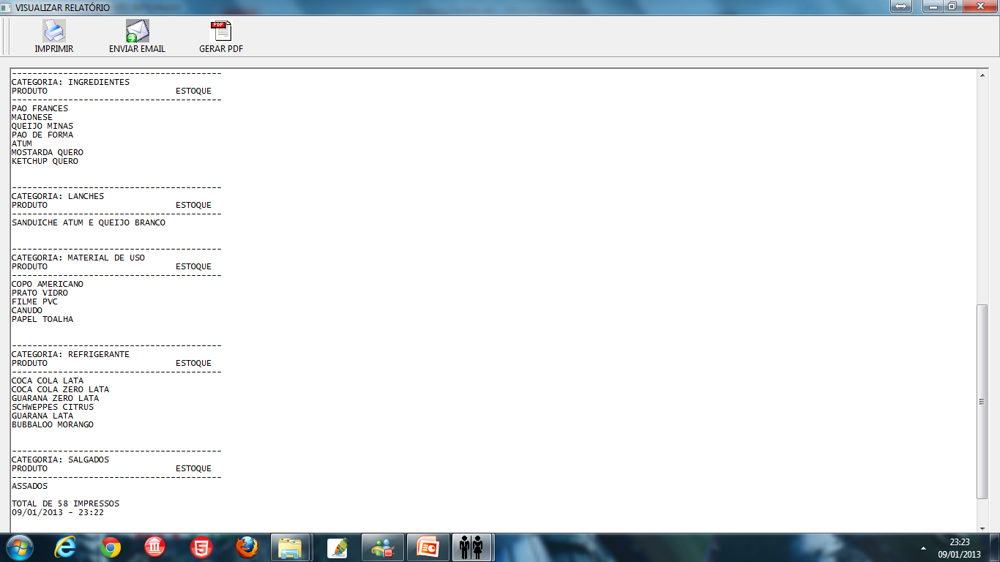 VISUALIZAR RELATÓRIO
IMPRIMIR ENVIAR EMAIL GERAR PDF
PDF
-----------------------------------------
CATEGORIA: INGREDIENTES
PRODUTO ESTOQUE
-----------------------------------------
PAO FRANCES
MAIONESE
QUEIJO MINAS
PAO DE FORMA
ATUM
MOSTARDA QUERO
KETCHUP QUERO
-----------------------------------------
CATEGORIA: LANCHES
PRODUTO ESTOQUE
-----------------------------------------
SANDUICHE ATUM E QUEIJO BRANCO
-----------------------------------------
CATEGORIA: MATERIAL DE USO
PRODUTO ESTOQUE
-----------------------------------------
COPO AMERICANO
PRATO VIDRO
FILME PVC
CANUDO
PAPEL TOALHA
-----------------------------------------
CATEGORIA: REFRIGERANTE
PRODUTO ESTOQUE
-----------------------------------------
COCA COLA LATA
COCA COLA ZERO LATA
GUARANA ZERO LATA
SCHWEPPES CITRUS
GUARANA LATA
BUBBALOO MORANGO
-----------------------------------------
CATEGORIA: SALGADOS
PRODUTO ESTOQUE
-----------------------------------------
ASSADOS
TOTAL DE 58 IMPRESSOS
09/01/2013 - 23:22
23:23
09/01/2013